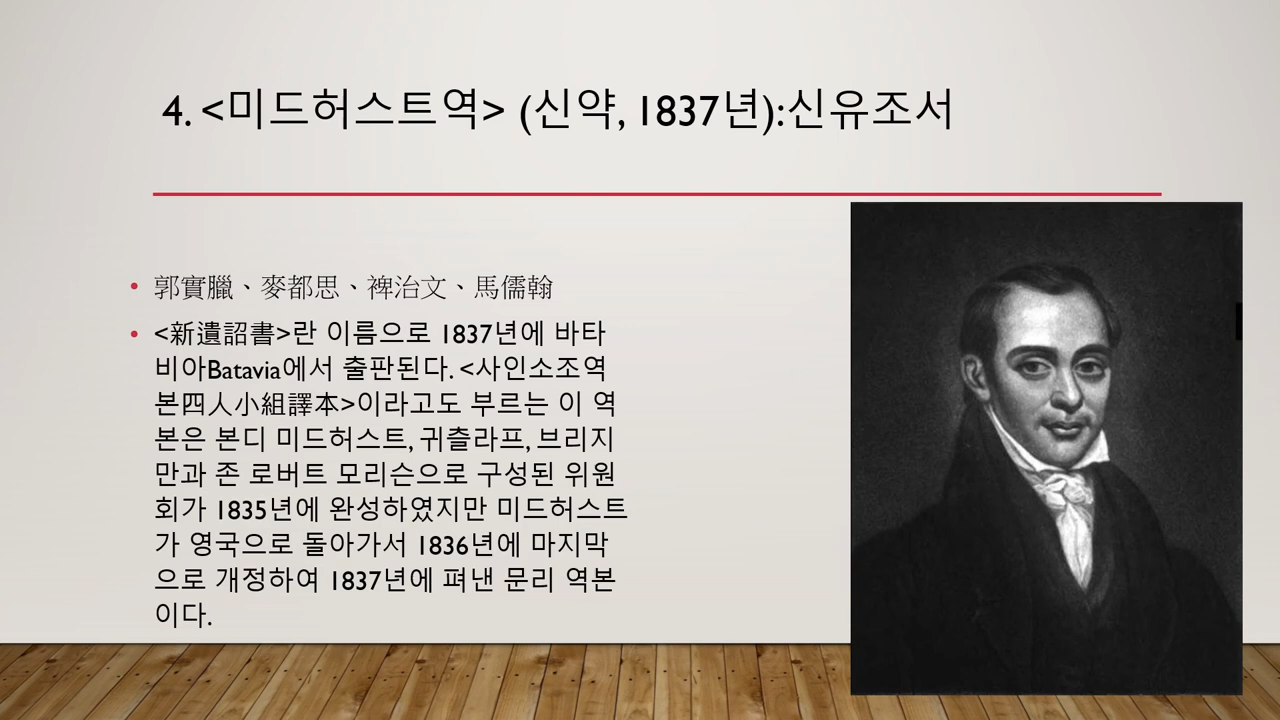 4. <미드허스트역> (신약, 1837년):신유조서
• 郭實臘、麥都思、裨治文、馬儒翰
• <新遺詔書>란 이름으로 1837년에 바타
비아Batavia에서 출판된다. <사인소조역
본四人小組譯本>이라고도 부르는 이 역
본은 본디 미드허스트, 귀츨라프, 브리지
만과 존 로버트 모리슨으로 구성된 위원
회가 1835년에 완성하였지만 미드허스트
가 영국으로 돌아가서 1836년에 마지막
으로 개정하여 1837년에 펴낸 문리 역본
이다.